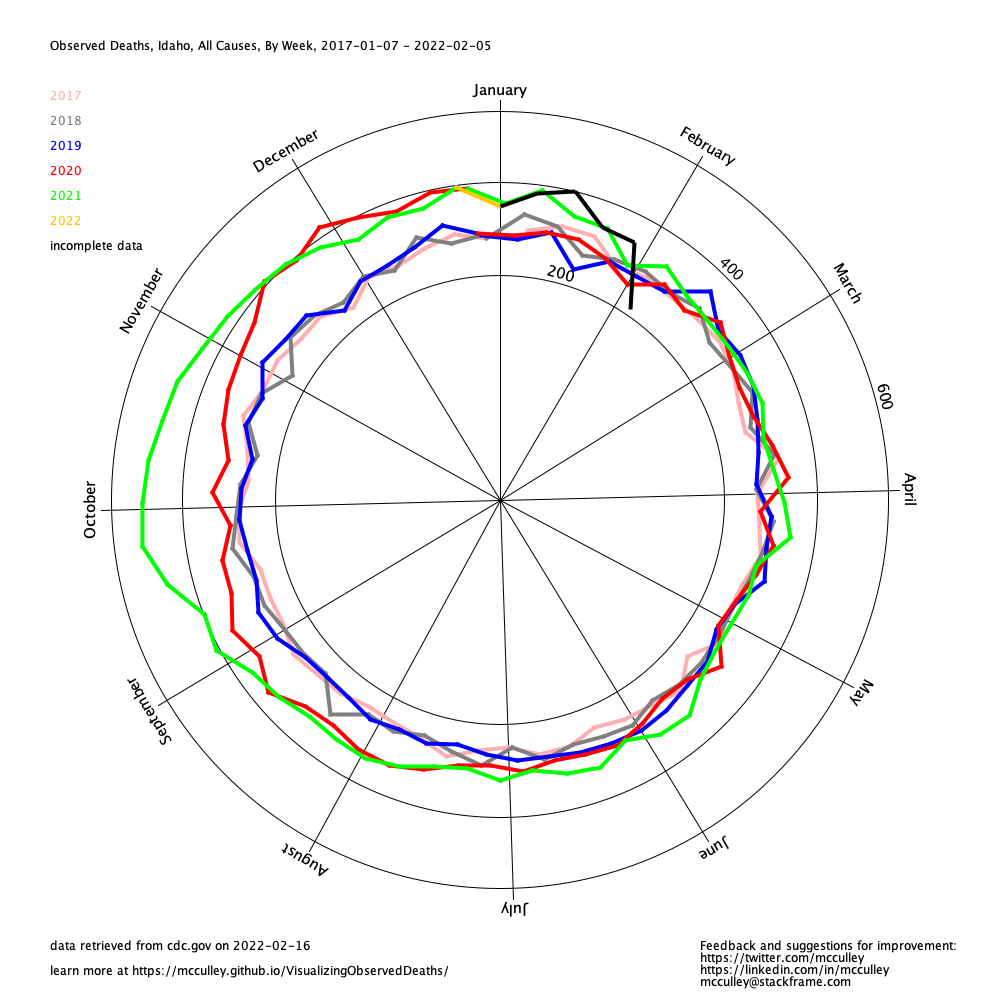 Observed Deaths, Idaho, All Causes, By Week, 2017-01-07 - 2022-02-05
January
2017
2018
2019
2020
2021
2022
incomplete data
December
February
200
400
November
March
600
October
April
September
May
August
June
July
data retrieved from cdc.gov on 2022-02-16
learn more at https://mcculley.github.io/VisualizingObservedDeaths/
Feedback and suggestions for improvement:
https://twitter.com/mcculley
https://linkedin.com/in/mcculley
mcculley@stackframe.com